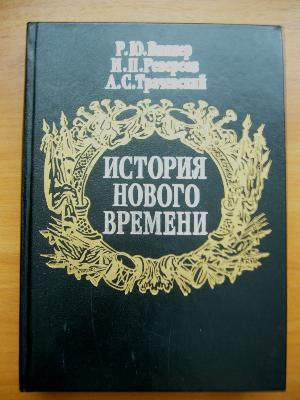 Р.Ю.Виппер
И.П.Реверсов
А.С.Трачевский
ИСТОРИЯ
НОВОГО
ВРЕМЕНИ